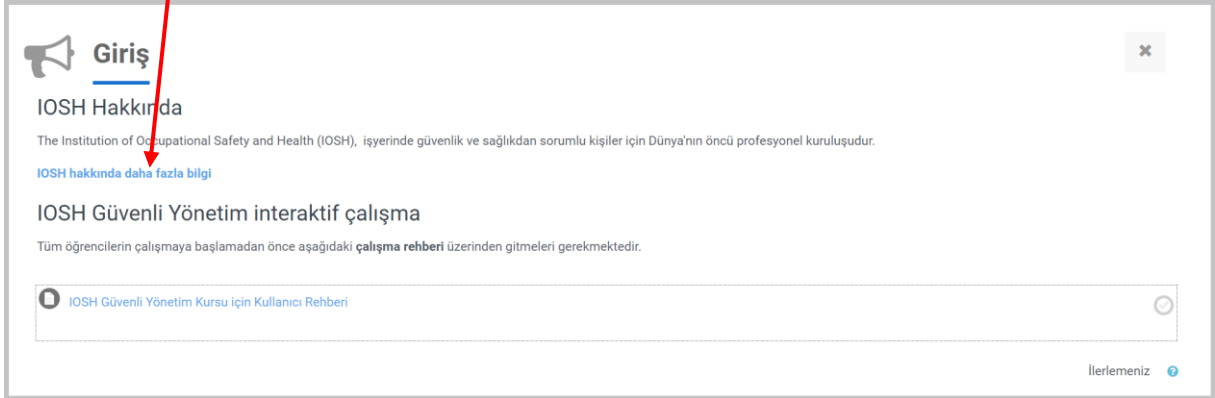 Giriş
IOSH Hakkında
The Institution of Occupational Safety and Health (IOSH), işyerinde güvenlik ve sağlıkdan sorumlu kişiler için Dünya'nın öncü profesyonel kuruluşudur.
IOSH hakkında daha fazla bilgi
IOSH Güvenli Yönetim interaktif çalışma
Tüm öğrencilerin çalışmaya başlamadan önce aşağıdaki çalışma rehberi üzerinden gitmeleri gerekmektedir.
IOSH Güvenli Yönetim Kursu için Kullanıcı Rehberi
İlerlemeniz